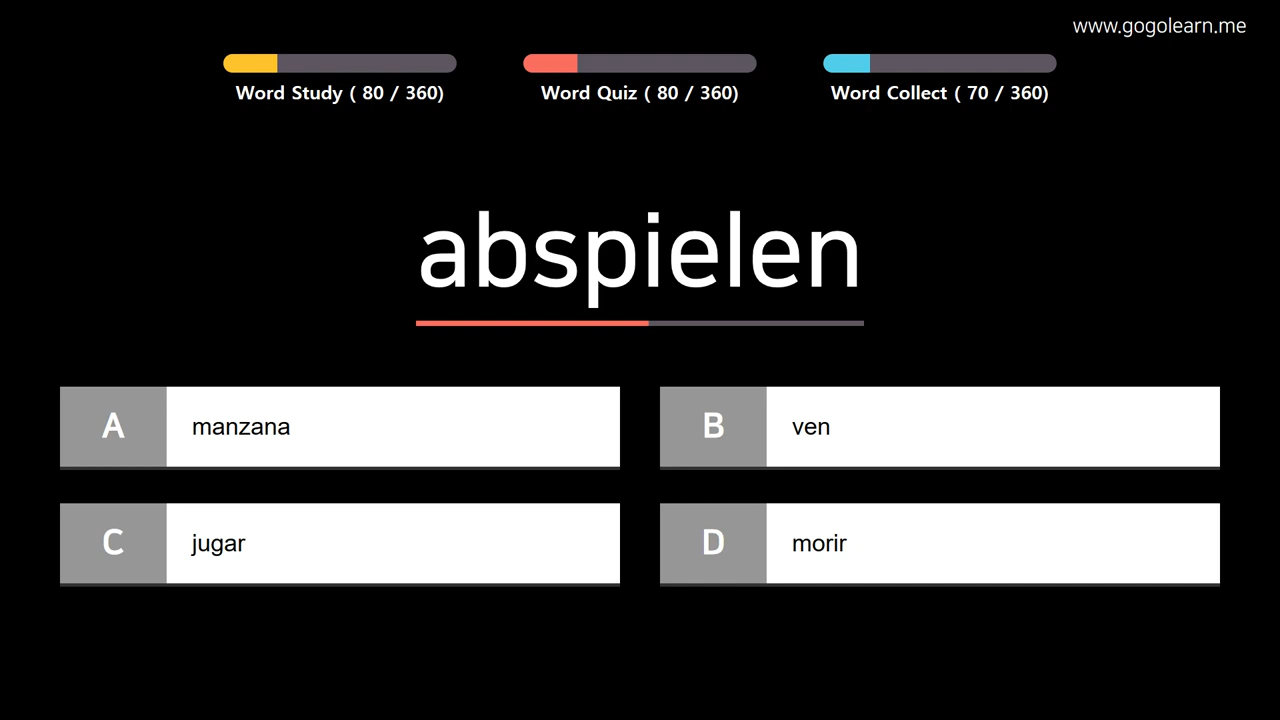 www.gogolearn.me
Word Study ( 80 / 360)
Word Quiz ( 80 / 360)
Word Collect ( 70 / 360)
abspielen
A manzana
B ven
C jugar
D morir